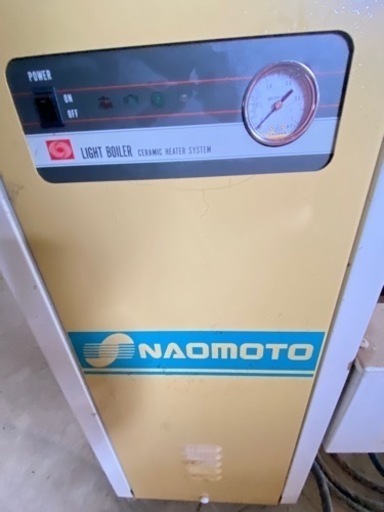 POWER
ON
OFF
LIGHT BOILER CERAMIC HEATER SYSTEM
NAOMOTO